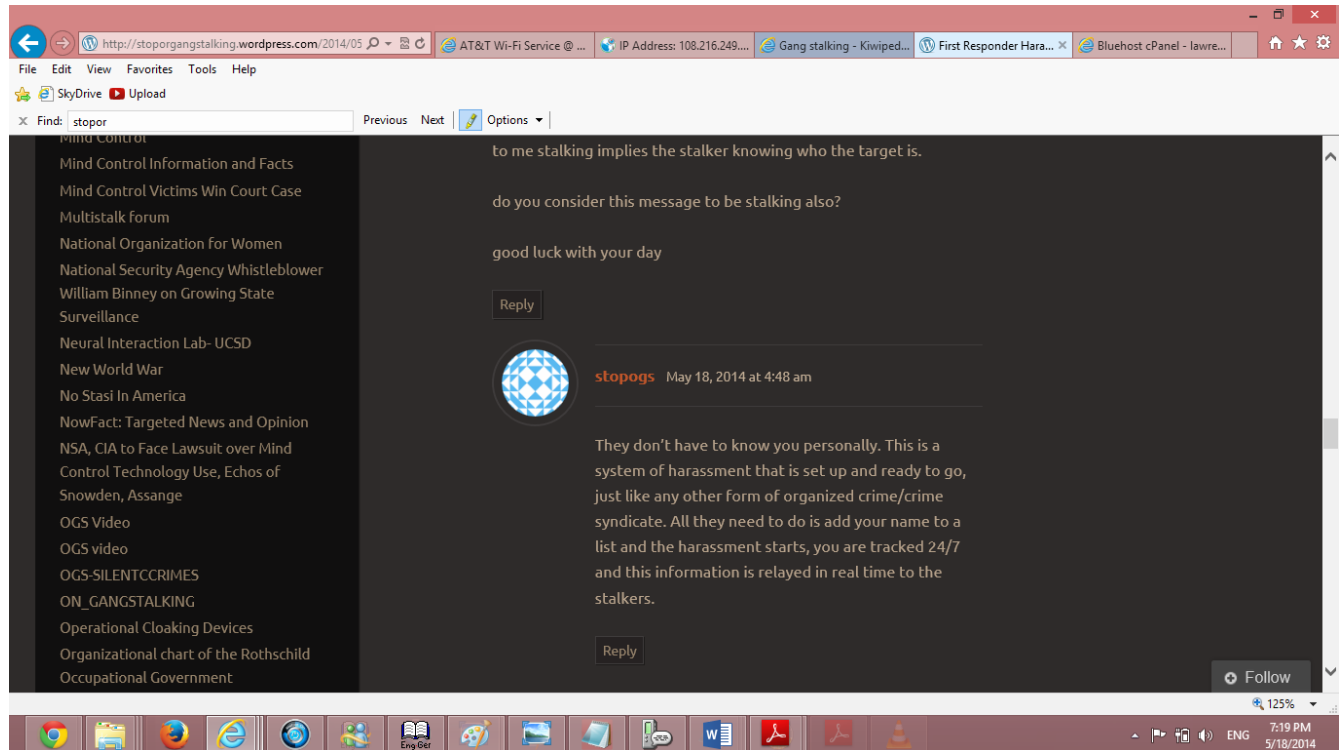 http://stoporgangstalking.wordpress.com/2014/05
AT&T Wi-Fi Service @ ...
IP Address: 108.216.249....
Gang stalking - Kiwiped...
First Responder Hara...
Bluehost cPanel - lawre...
File Edit View Favorites Tools Help
SkyDrive Upload
x Find: stopor Previous Next Options
Mind Control
Mind Control Information and Facts
Mind Control Victims Win Court Case
Multistalk forum
National Organization for Women
National Security Agency Whistleblower
William Binney on Growing State
Surveillance
Neural Interaction Lab- UCSD
New World War
No Stasi In America
NowFact: Targeted News and Opinion
NSA, CIA to Face Lawsuit over Mind
Control Technology Use, Echos of
Snowden, Assange
OGS Video
OGS video
OGS-SILENTCCRIMES
ON_GANGSTALKING
Operational Cloaking Devices
Organizational chart of the Rothschild
Occupational Government
to me stalking implies the stalker knowing who the target is.
do you consider this message to be stalking also?
good luck with your day
Reply
stopogs May 18, 2014 at 4:48 am
They don't have to know you personally. This is a
system of harassment that is set up and ready to go,
just like any other form of organized crime/crime
syndicate. All they need to do is add your name to a
list and the harassment starts, you are tracked 24/7
and this information is relayed in real time to the
stalkers.
Reply
Follow
125%
Eng-Ger
ENG
7:19 PM
5/18/2014